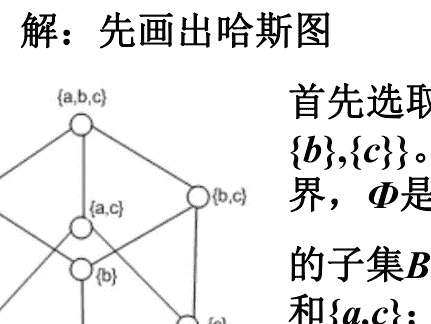 解：先画出哈斯图
{a,b,c}
首先选取
{b},{c}}。
{b,c}
界，Φ是
{a,c}
的子集B
{b}
和{a,c}；